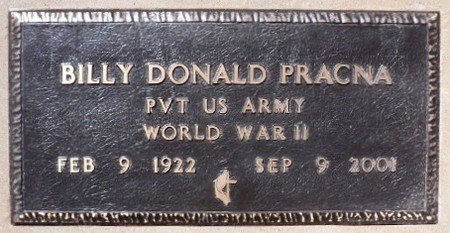 BILLY DONALD PRACNA
PVT US ARMY
WORLD WAR II
FEB 9 1922 SEP 9 2001